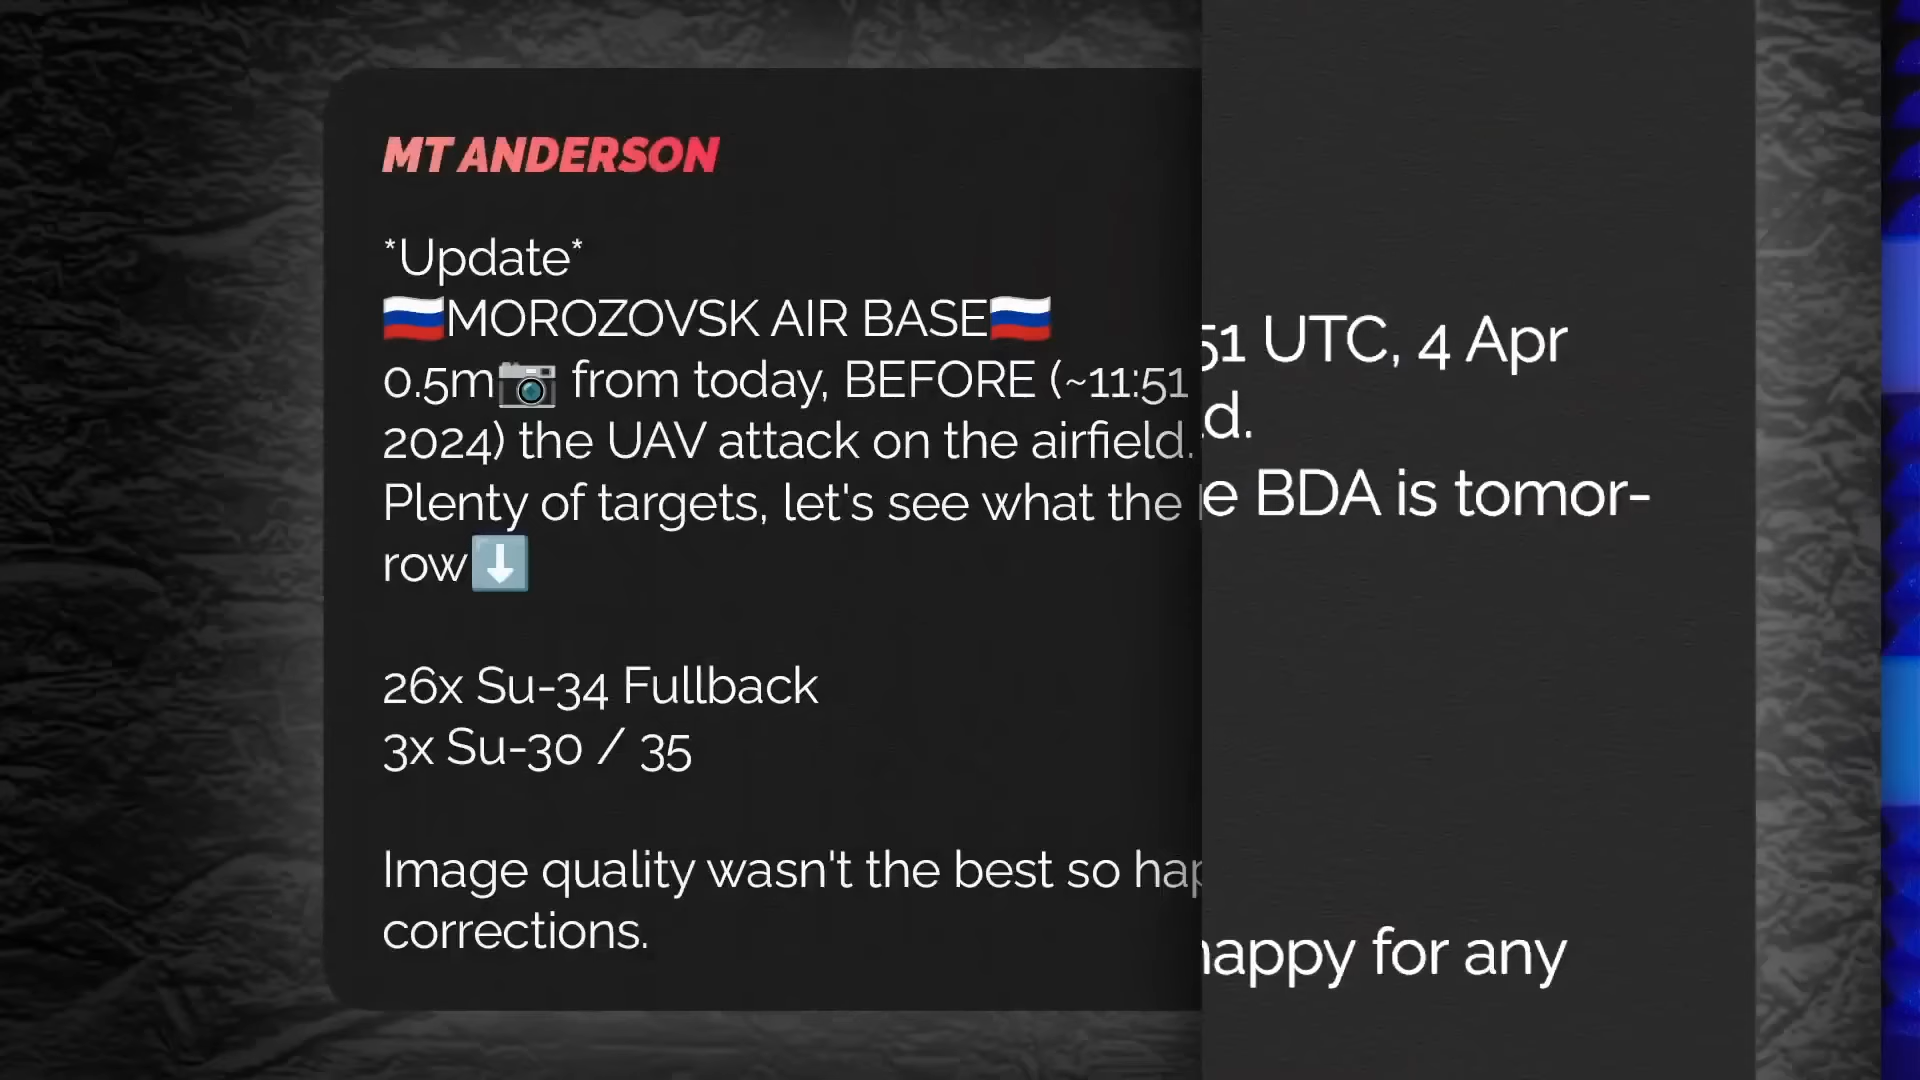 MT ANDERSON
*Update*
🇷🇺MOROZOVSK AIR BASE🇷🇺
0.5m📷 from today, BEFORE (~11:51
51 UTC, 4 Apr
2024) the UAV attack on the airfield.
d.
Plenty of targets, let's see what the
e BDA is tomor-
row⬇️
26x Su-34 Fullback
3x Su-30 / 35
Image quality wasn't the best so hap
happy for any
corrections.